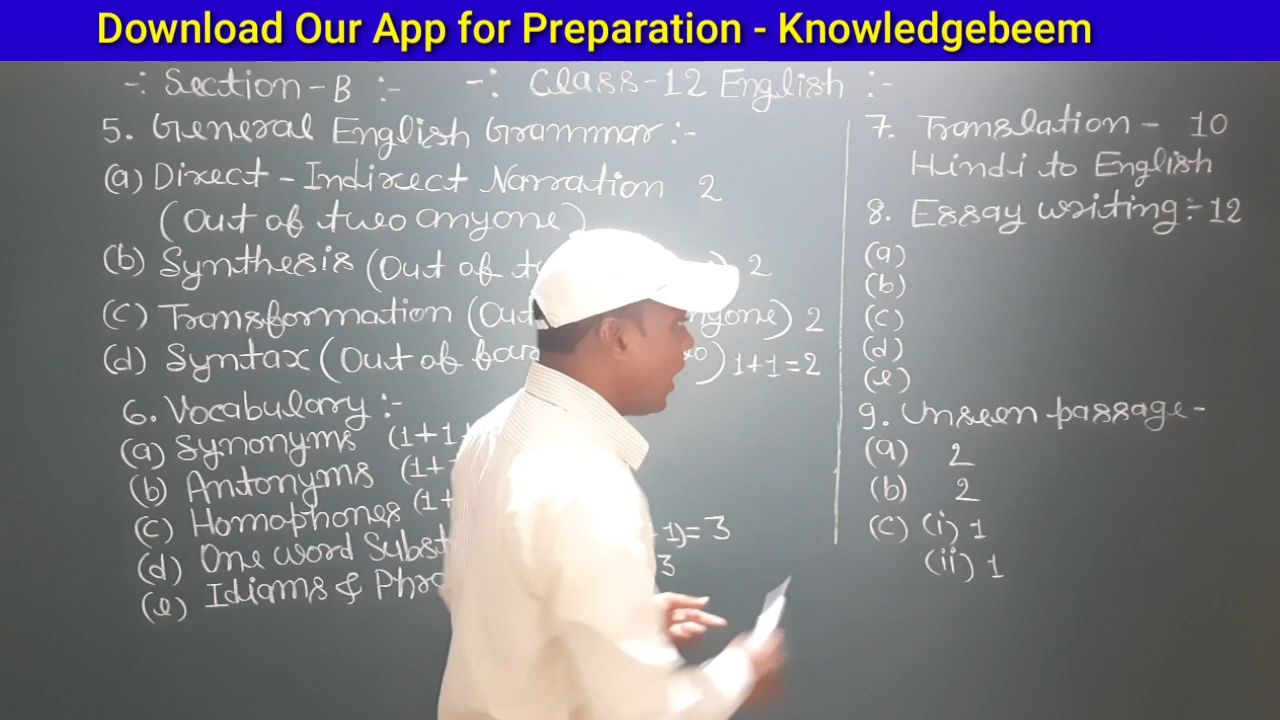 Download Our App for Preparation - Knowledgebeem
-: Section-B :- -: Class-12 English :-
5. General English Grammar :-
(a) Direct - Indirect Narration 2
(Out of two anyone)
(b) Synthesis (Out of 2
(c) Transformation (Out anyone) 2
(d) Syntax (Out of 1+1=2
6. Vocabulary :-
(a) Synonyms (1+1
(b) Antonyms (1+
(c) Homophones (1+
(d) One word 1)= 3
(e) Idioms & 3
7. Translation - 10
Hindi to English
8. Essay writing :- 12
(a)
(b)
(c)
(d)
(e)
9. Unseen passage -
(a) 2
(b) 2
(c) (i) 1
(ii) 1